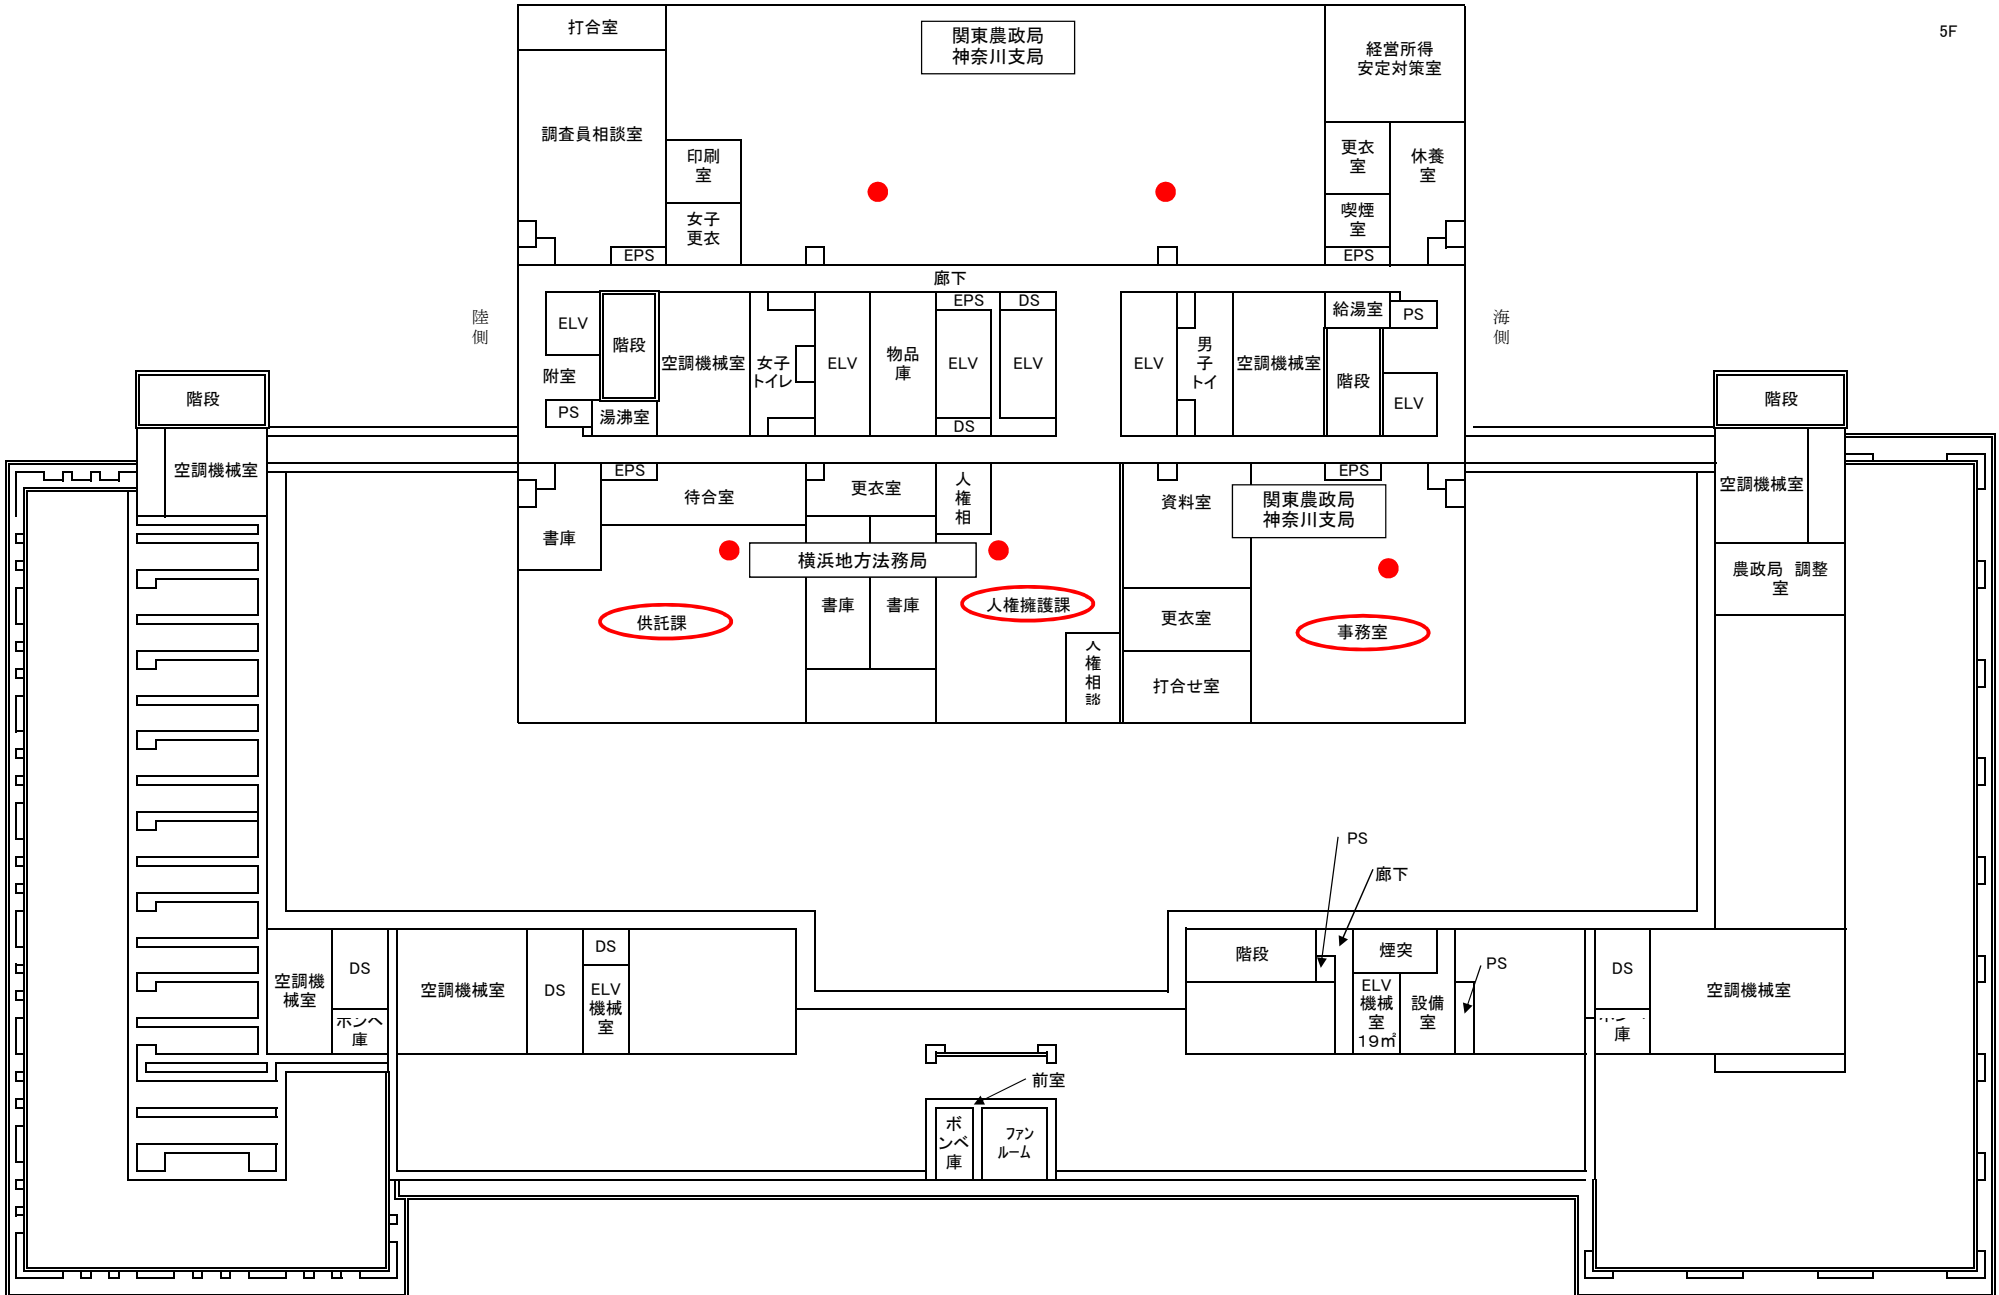 打合室
関東農政局
神奈川支局
経営所得
安定対策室
5F
調査員相談室
印刷
室
更衣
室
休養
室
女子
更衣
喫煙
室
EPS
EPS
廊下
陸
側
海
側
ELV
階段
空調機械室
女子
トイレ
ELV
物品
庫
EPS
ELV
DS
DS
ELV
ELV
男
子
トイ
空調機械室
給湯室
PS
階段
ELV
附室
PS
湯沸室
階段
空調機械室
階段
空調機械室
農政局 調整
室
EPS
待合室
書庫
更衣室
人
権
相
資料室
EPS
関東農政局
神奈川支局
横浜地方法務局
供託課
書庫
書庫
人権擁護課
人
権
相
談
更衣室
打合せ室
事務室
PS
廊下
空調機
械室
DS
ボンベ
庫
空調機械室
DS
DS
ELV
機械
室
階段
煙突
ELV
機械
室
19㎡
設備
室
PS
DS
庫
空調機械室
前室
ボ
ンベ
庫
ファン
ルーム